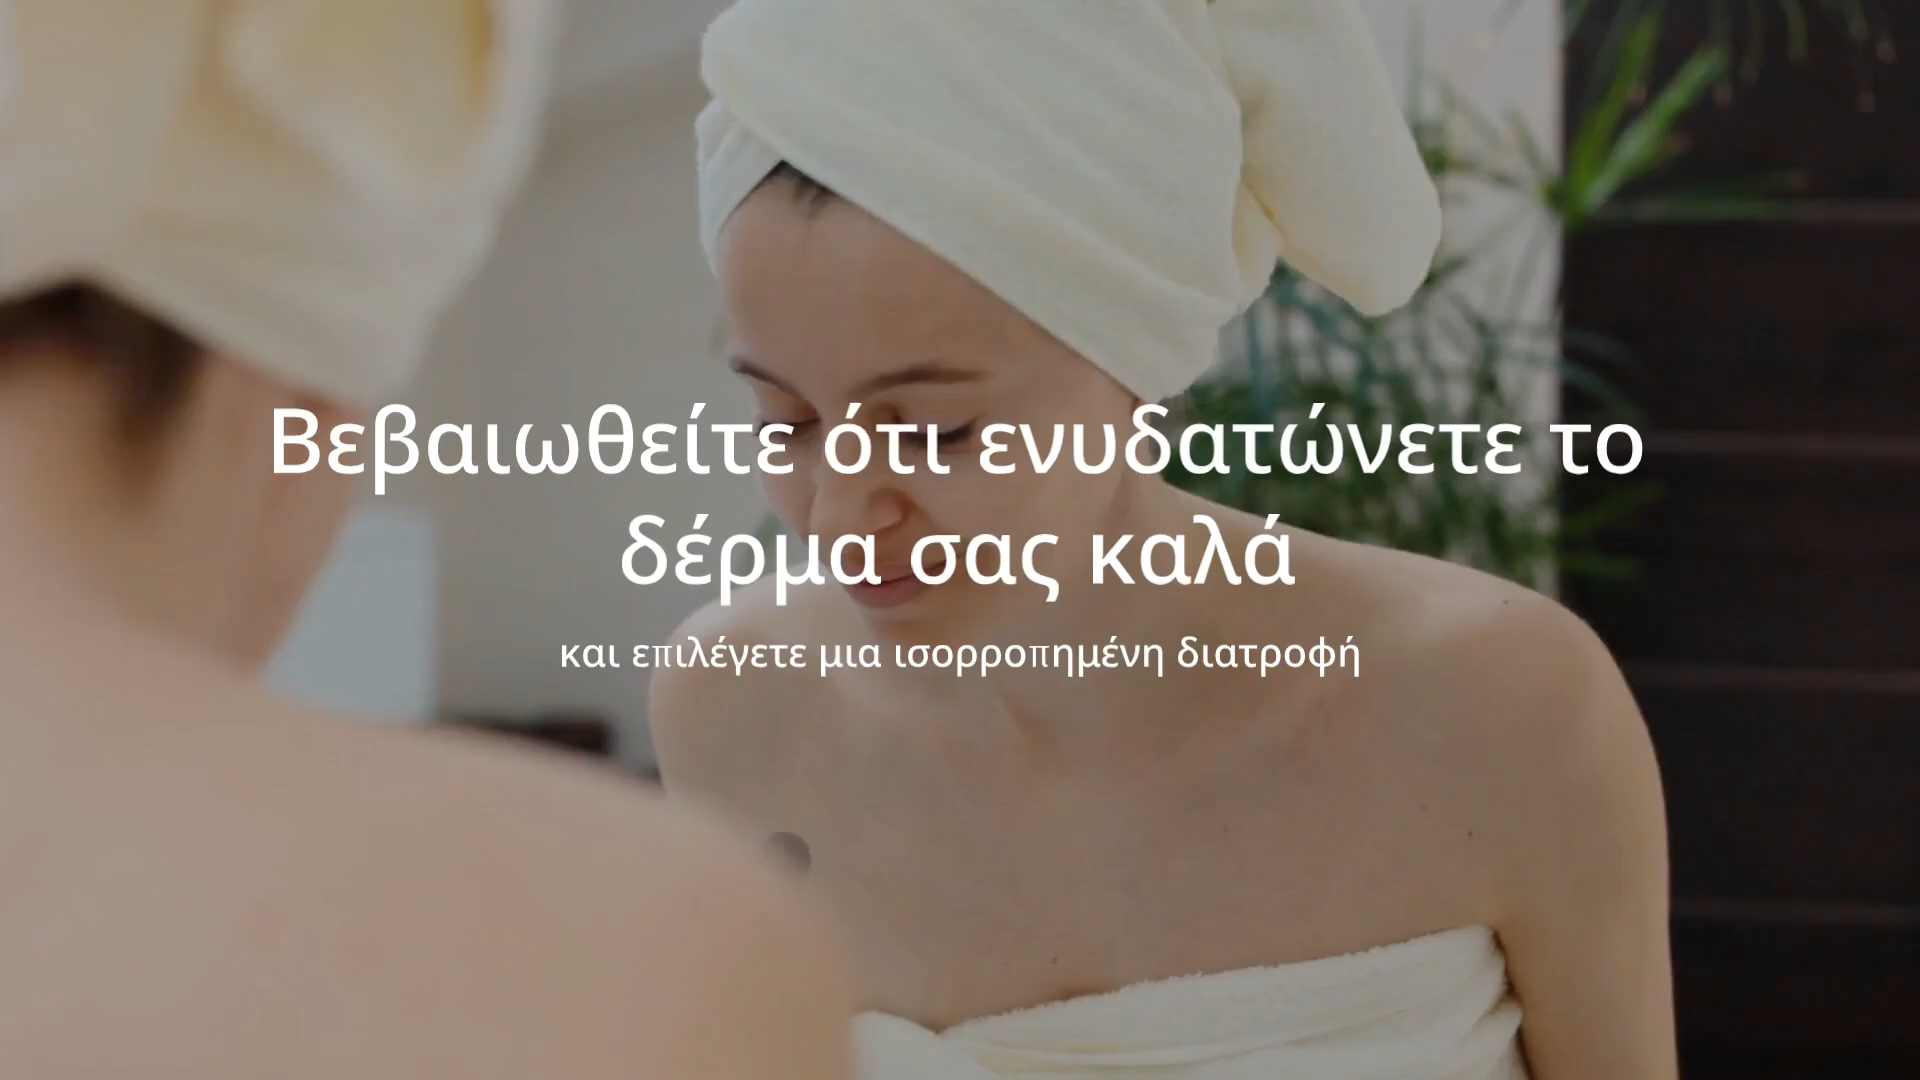 Βεβαιωθείτε ότι ενυδατώνετε το
δέρμα σας καλά
και επιλέγετε μια ισορροπημένη διατροφή